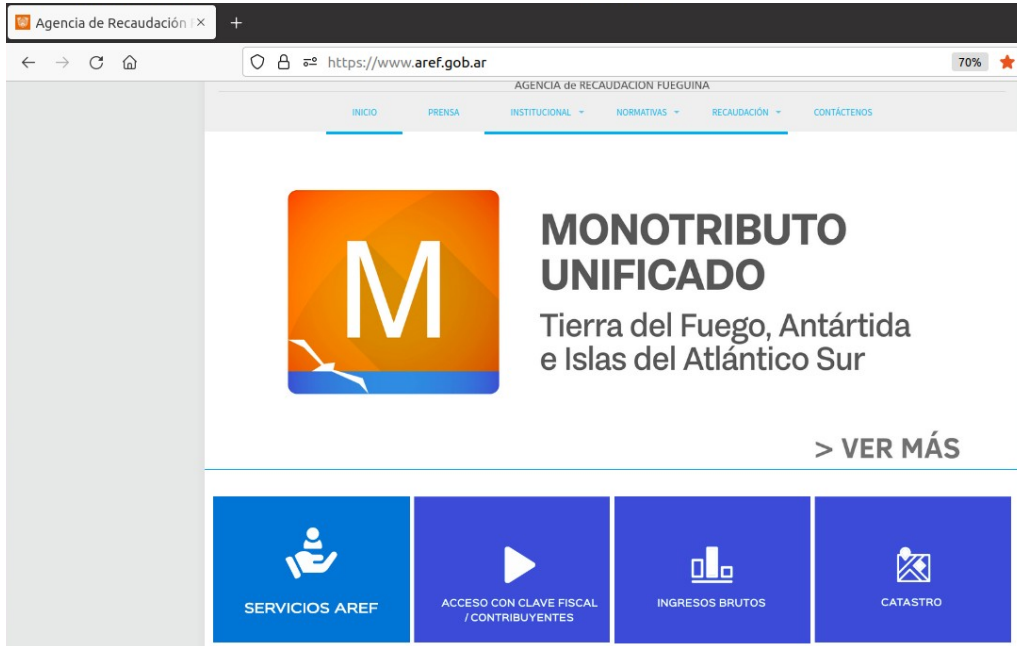 Agencia de Recaudación
https://www.aref.gob.ar
70%
AGENCIA de RECAUDACION FUEGUINA
INICIO PRENSA INSTITUCIONAL NORMATIVAS RECAUDACIÓN CONTÁCTENOS
M
MONOTRIBUTO
UNIFICADO
Tierra del Fuego, Antártida
e Islas del Atlántico Sur
> VER MÁS
SERVICIOS AREF
ACCESO CON CLAVE FISCAL
/ CONTRIBUYENTES
INGRESOS BRUTOS
CATASTRO